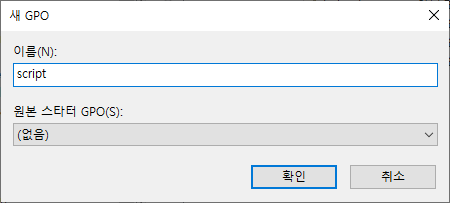 새 GPO
이름(N):
script
원본 스타터 GPO(S):
(없음)
확인
취소